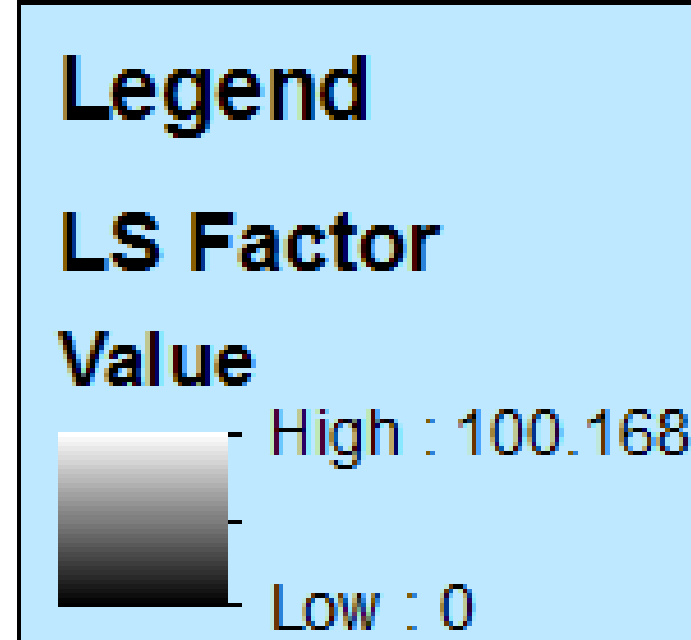 Legend
LS Factor
Value
High : 100.168
Low : 0